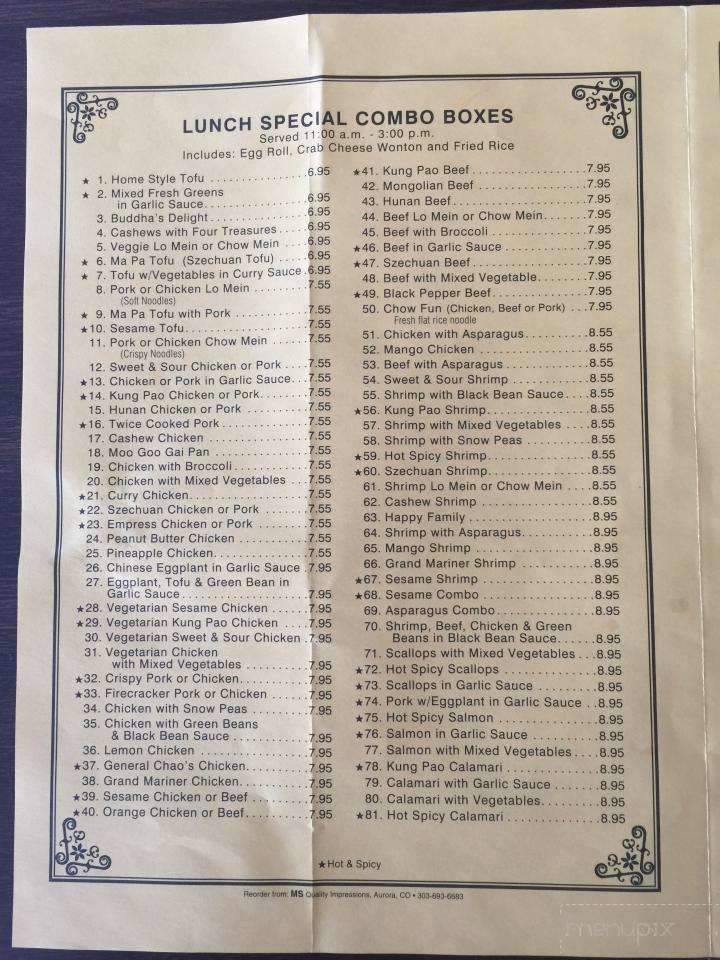 LUNCH SPECIAL COMBO BOXES
Served 11:00 a.m. - 3:00 p.m.
Includes: Egg Roll, Crab Cheese Wonton and Fried Rice
★ 1. Home Style Tofu ..................6.95
★ 2. Mixed Fresh Greens
in Garlic Sauce..................6.95
3. Buddha's Delight..................6.95
4. Cashews with Four Treasures.....6.95
5. Veggie Lo Mein or Chow Mein ....6.95
★ 6. Ma Pa Tofu (Szechuan Tofu) .....6.95
★ 7. Tofu w/Vegetables in Curry Sauce.6.95
8. Pork or Chicken Lo Mein .........7.55
(Soft Noodles)
★ 9. Ma Pa Tofu with Pork ............7.55
★10. Sesame Tofu.....................7.55
11. Pork or Chicken Chow Mein ......7.55
(Crispy Noodles)
12. Sweet & Sour Chicken or Pork ....7.55
★13. Chicken or Pork in Garlic Sauce...7.55
★14. Kung Pao Chicken or Pork........7.55
15. Hunan Chicken or Pork ..........7.55
★16. Twice Cooked Pork..............7.55
17. Cashew Chicken ................7.55
18. Moo Goo Gai Pan ...............7.55
19. Chicken with Broccoli............7.55
20. Chicken with Mixed Vegetables ...7.55
★21. Curry Chicken...................7.55
★22. Szechuan Chicken or Pork .......7.55
★23. Empress Chicken or Pork ........7.55
24. Peanut Butter Chicken ...........7.55
25. Pineapple Chicken...............7.55
26. Chinese Eggplant in Garlic Sauce .7.95
27. Eggplant, Tofu & Green Bean in
Garlic Sauce....................7.95
★28. Vegetarian Sesame Chicken ......7.95
★29. Vegetarian Kung Pao Chicken .....7.95
30. Vegetarian Sweet & Sour Chicken .7.95
31. Vegetarian Chicken
with Mixed Vegetables ...........7.95
★32. Crispy Pork or Chicken...........7.95
★33. Firecracker Pork or Chicken .......7.95
34. Chicken with Snow Peas .........7.95
35. Chicken with Green Beans
& Black Bean Sauce .............7.95
36. Lemon Chicken .................7.95
★37. General Chao's Chicken..........7.95
38. Grand Mariner Chicken...........7.95
★39. Sesame Chicken or Beef .........7.95
★40. Orange Chicken or Beef..........7.95
★41. Kung Pao Beef..................7.95
42. Mongolian Beef .................7.95
43. Hunan Beef.....................7.95
44. Beef Lo Mein or Chow Mein.......7.95
45. Beef with Broccoli ...............7.95
★46. Beef in Garlic Sauce .............7.95
★47. Szechuan Beef..................7.95
48. Beef with Mixed Vegetable........7.95
★49. Black Pepper Beef...............7.95
50. Chow Fun (Chicken, Beef or Pork) ...7.95
Fresh flat rice noodle
51. Chicken with Asparagus..........8.55
52. Mango Chicken .................8.55
53. Beef with Asparagus .............8.55
54. Sweet & Sour Shrimp ............8.55
55. Shrimp with Black Bean Sauce....8.55
★56. Kung Pao Shrimp................8.55
57. Shrimp with Mixed Vegetables ....8.55
58. Shrimp with Snow Peas ..........8.55
★59. Hot Spicy Shrimp................8.55
★60. Szechuan Shrimp................8.55
61. Shrimp Lo Mein or Chow Mein ....8.55
62. Cashew Shrimp .................8.55
63. Happy Family ...................8.95
64. Shrimp with Asparagus...........8.95
65. Mango Shrimp ..................8.95
66. Grand Mariner Shrimp ...........8.95
★67. Sesame Shrimp .................8.95
★68. Sesame Combo .................8.95
69. Asparagus Combo...............8.95
70. Shrimp, Beef, Chicken & Green
Beans in Black Bean Sauce......8.95
71. Scallops with Mixed Vegetables ...8.95
★72. Hot Spicy Scallops ..............8.95
★73. Scallops in Garlic Sauce .........8.95
★74. Pork w/Eggplant in Garlic Sauce ..8.95
★75. Hot Spicy Salmon ...............8.95
★76. Salmon in Garlic Sauce ..........8.95
77. Salmon with Mixed Vegetables....8.95
★78. Kung Pao Calamari ..............8.95
79. Calamari with Garlic Sauce .......8.95
80. Calamari with Vegetables.........8.95
★81. Hot Spicy Calamari ..............8.95
★Hot & Spicy
Reorder from: MS Quality Impressions, Aurora, CO • 303-693-6683
menupix